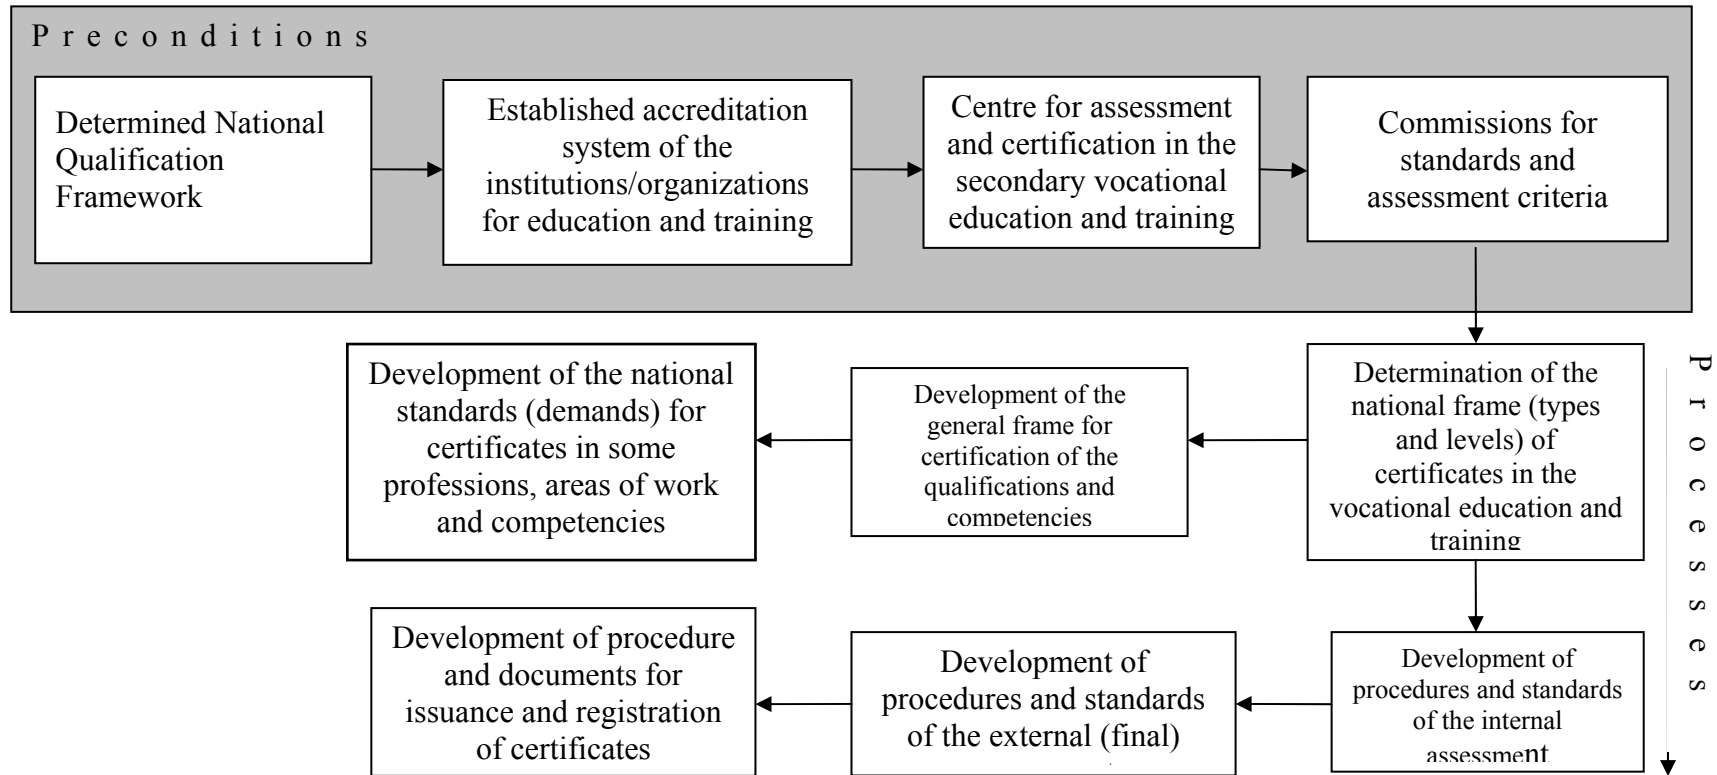 Preconditions
Determined National
Qualification
Framework
Established accreditation
system of the
institutions/organizations
for education and training
Centre for assessment
and certification in the
secondary vocational
education and training
Commissions for
standards and
assessment criteria
Determination of the
national frame (types
and levels) of
certificates in the
vocational education and
training
Development of the
general frame for
certification of the
qualifications and
competencies
Development of the national
standards (demands) for
certificates in some
professions, areas of work
and competencies
Development of
procedures and standards
of the internal
assessment
Development of
procedures and standards
of the external (final)
Development of procedure
and documents for
issuance and registration
of certificates
Processes